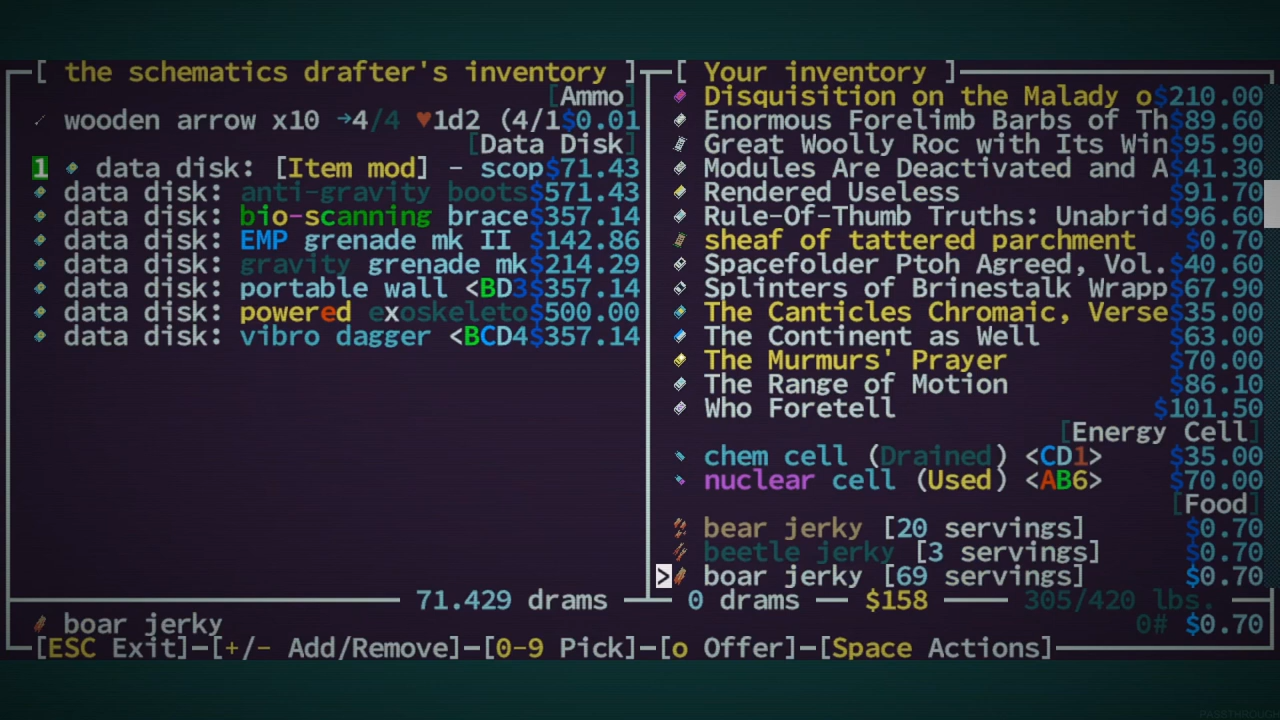 [ the schematics drafter's inventory ]
[Ammo]
wooden arrow x10 →4/4 ♥1d2 (4/1$0.01
[Data Disk]
1 data disk: [Item mod] - scop$71.43
data disk: anti-gravity boots$571.43
data disk: bio-scanning brace$357.14
data disk: EMP grenade mk II $142.86
data disk: gravity grenade mk$214.29
data disk: portable wall <BD3$357.14
data disk: powered exoskeleto$500.00
data disk: vibro dagger <BCD4$357.14
71.429 drams
[ Your inventory ]
Disquisition on the Malady o$210.00
Enormous Forelimb Barbs of Th$89.60
Great Woolly Roc with Its Win$95.90
Modules Are Deactivated and A$41.30
Rendered Useless $91.70
Rule-Of-Thumb Truths: Unabrid$96.60
sheaf of tattered parchment $0.70
Spacefolder Ptoh Agreed, Vol.$40.60
Splinters of Brinestalk Wrapp$67.90
The Canticles Chromaic, Verse$35.00
The Continent as Well $63.00
The Murmurs' Prayer $70.00
The Range of Motion $86.10
Who Foretell $101.50
[Energy Cell]
chem cell (Drained) <CD1> $35.00
nuclear cell (Used) <AB6> $70.00
[Food]
bear jerky [20 servings] $0.70
beetle jerky [3 servings] $0.70
> boar jerky [69 servings] $0.70
0 drams — $158 — 305/420 lbs.
boar jerky 0# $0.70
[ESC Exit]-[+/- Add/Remove]-[0-9 Pick]-[o Offer]-[Space Actions]